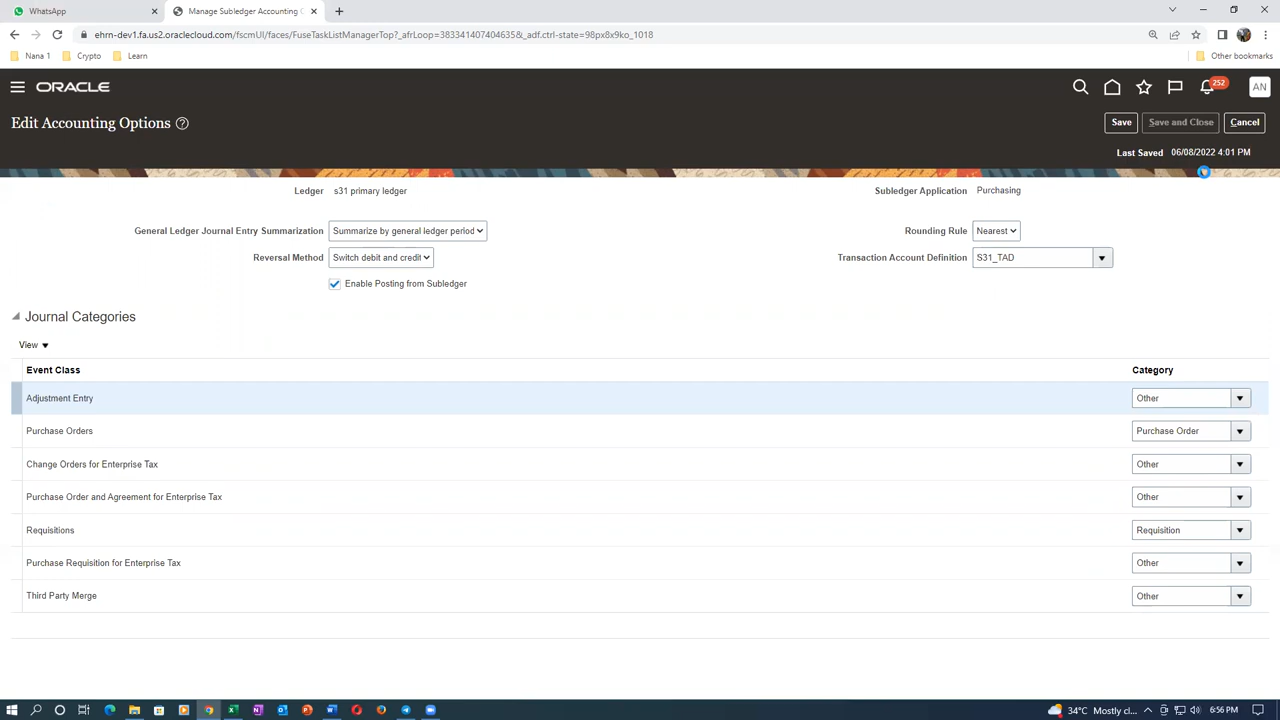 WhatsApp
Manage Subledger Accounting O
ehrn-dev1.fa.us2.oraclecloud.com/fscmUI/faces/FuseTaskListManagerTop?_afrLoop=38334140740463​5&_adf.ctrl-state=98px8x9ko_1018
Nana 1
Crypto
Learn
Other bookmarks
ORACLE
252
AN
Edit Accounting Options
Save
Save and Close
Cancel
Last Saved 06/08/2022 4:01 PM
Ledger s31 primary ledger
Subledger Application Purchasing
General Ledger Journal Entry Summarization Summarize by general ledger period
Rounding Rule Nearest
Reversal Method Switch debit and credit
Transaction Account Definition S31_TAD
Enable Posting from Subledger
Journal Categories
View
Event Class Category
Adjustment Entry Other
Purchase Orders Purchase Order
Change Orders for Enterprise Tax Other
Purchase Order and Agreement for Enterprise Tax Other
Requisitions Requisition
Purchase Requisition for Enterprise Tax Other
Third Party Merge Other
34°C Mostly c...
6:56 PM